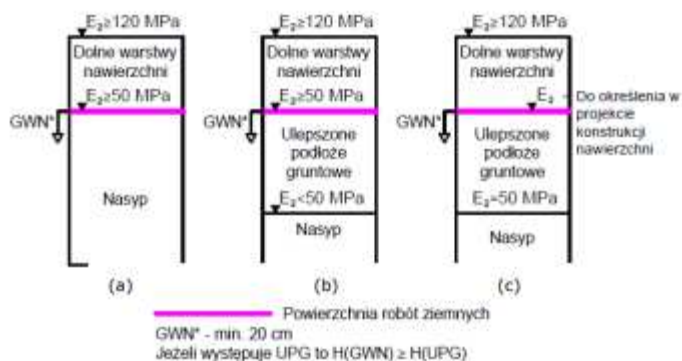 E₂≥120 MPa
Dolne warstwy
nawierzchni
E₂≥50 MPa
GWN*
Nasyp
(a)
E₂≥120 MPa
Dolne warstwy
nawierzchni
E₂≥50 MPa
GWN*
Ulepszone
podłoże
gruntowe
E₂<50 MPa
Nasyp
(b)
E₂≥120 MPa
Dolne warstwy
nawierzchni
E₂
Do określenia w
projekcie
konstrukcji
nawierzchni
GWN*
Ulepszone
podłoże
gruntowe
E₂=50 MPa
Nasyp
(c)
Powierzchnia robót ziemnych
GWN* - min. 20 cm
Jeżeli występuje UPG to H(GWN) ≥ H(UPG)